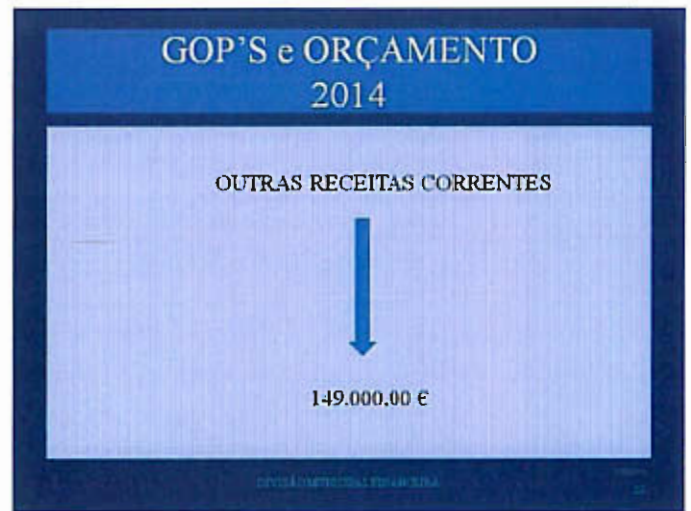 GOP'S e ORÇAMENTO
2014
OUTRAS RECEITAS CORRENTES
149.000,00 €